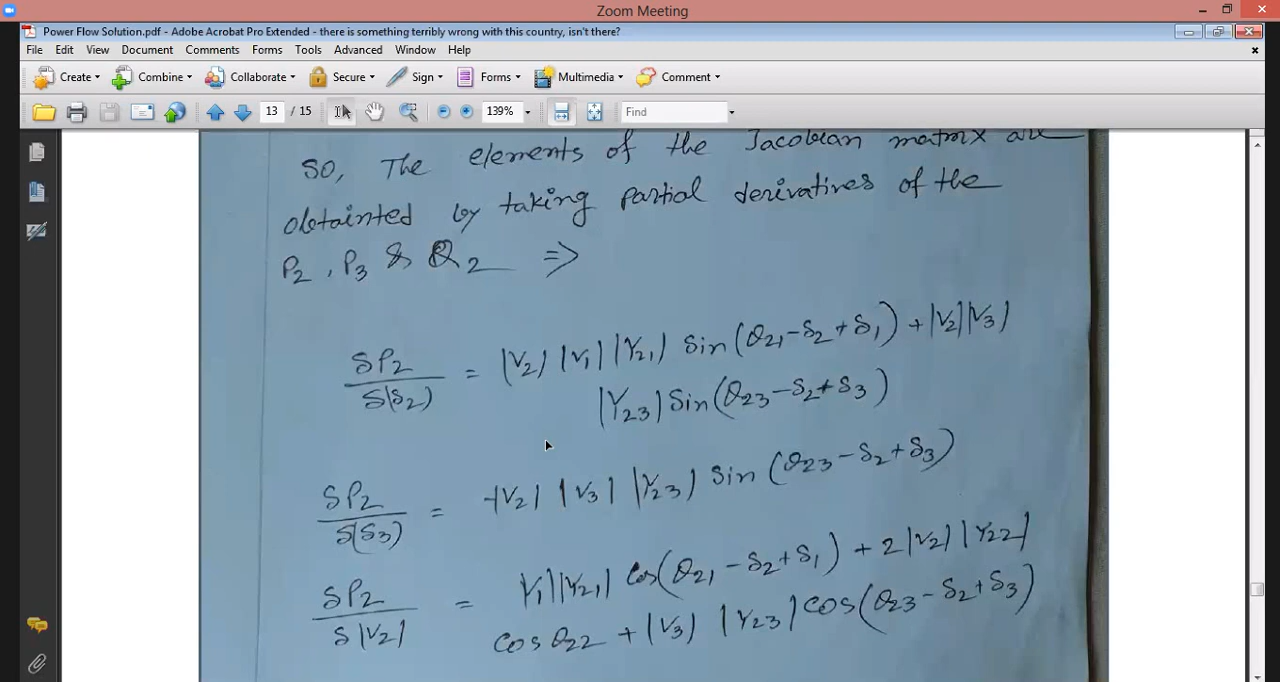 Zoom Meeting
Power Flow Solution.pdf - Adobe Acrobat Pro Extended - there is something terribly wrong with this country, isn't there?
File Edit View Document Comments Forms Tools Advanced Window Help
Create Combine Collaborate Secure Sign Forms Multimedia Comment
13 / 15 139% Find
SO, The elements of the Jacobian matrix are
obtainted by taking partial derivatives of the
P2, P3 & Q2 ⇒
δP2/δ(δ2) = |V2| |V1| |Y21| Sin(θ21-δ2+δ1) + |V2||V3|
|Y23| Sin(θ23-δ2+δ3)
δP2/δ(δ3) = -|V2| |V3| |Y23| Sin(θ23-δ2+δ3)
δP2/δ|V2| = |V1||Y21| Cos(θ21-δ2+δ1) + 2|V2||Y22|
Cosθ22 + |V3| |Y23| Cos(θ23-δ2+δ3)